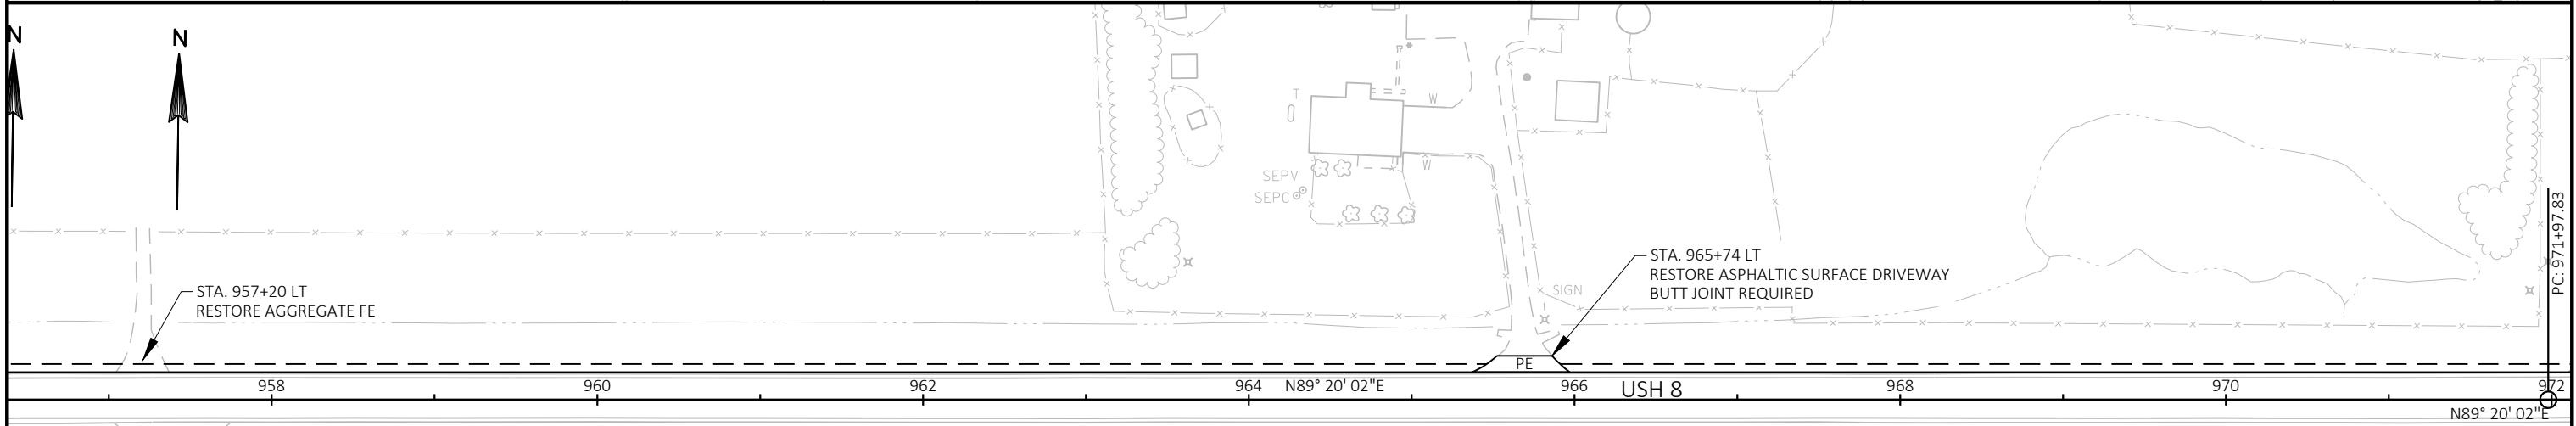 N
N
T
W
W
SEPV
SEPC
PC: 971+97.83
STA. 965+74 LT
RESTORE ASPHALTIC SURFACE DRIVEWAY
BUTT JOINT REQUIRED
SIGN
STA. 957+20 LT
RESTORE AGGREGATE FE
PE
958
960
962
964
N89° 20' 02"E
966
USH 8
968
970
972
N89° 20' 02"E